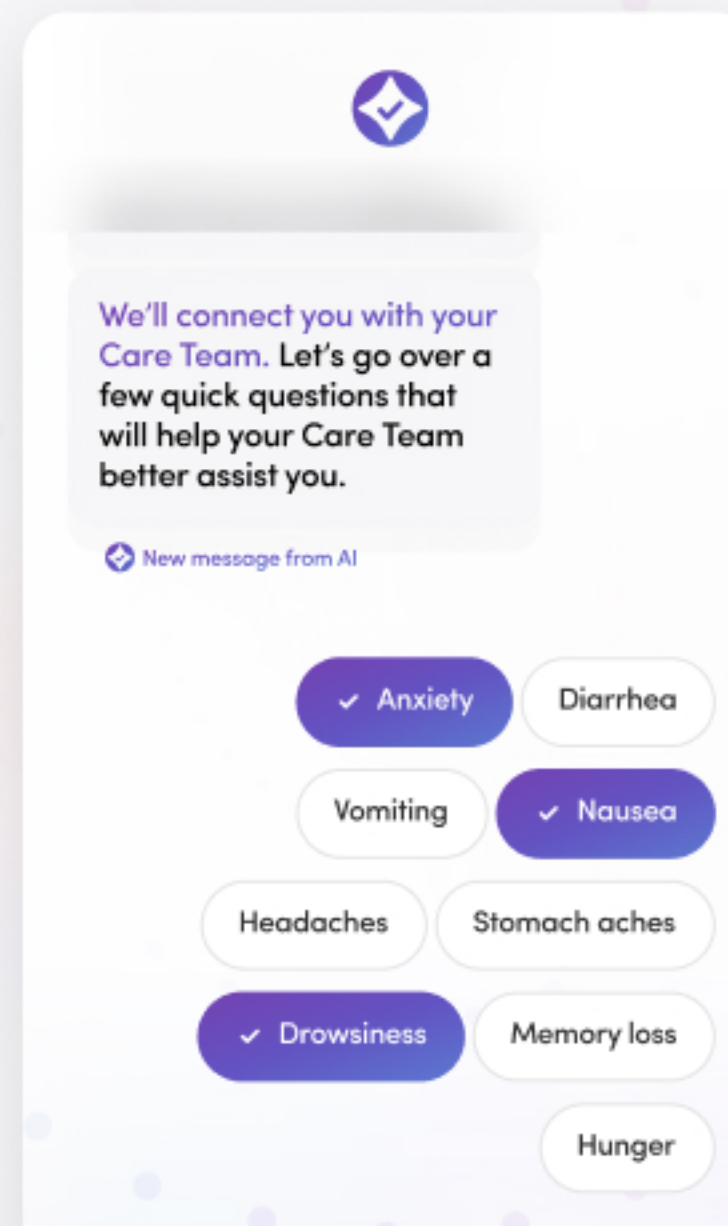 We'll connect you with your
Care Team. Let's go over a
few quick questions that
will help your Care Team
better assist you.
New message from AI
Anxiety
Diarrhea
Vomiting
Nausea
Headaches
Stomach aches
Drowsiness
Memory loss
Hunger